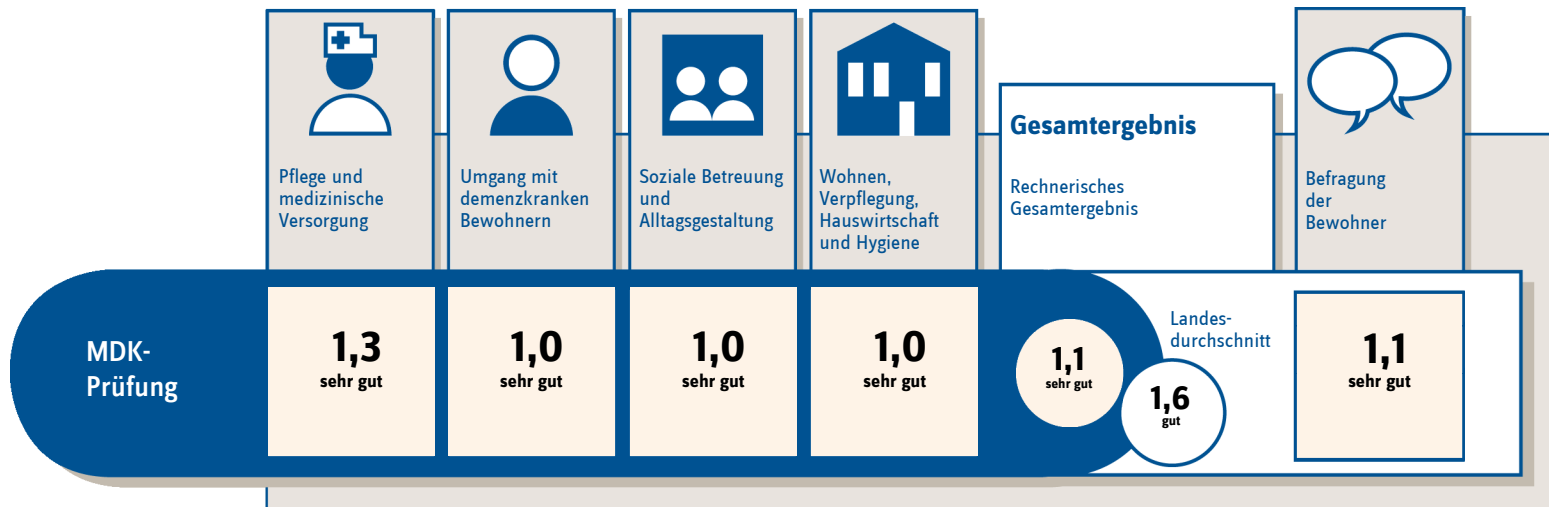 Pflege und
medizinische
Versorgung
Umgang mit
demenzkranken
Bewohnern
Soziale Betreuung
und
Alltagsgestaltung
Wohnen,
Verpflegung,
Hauswirtschaft
und Hygiene
Gesamtergebnis
Rechnerisches
Gesamtergebnis
Befragung
der
Bewohner
MDK-
Prüfung
1,3
sehr gut
1,0
sehr gut
1,0
sehr gut
1,0
sehr gut
1,1
sehr gut
Landes-
durchschnitt
1,6
gut
1,1
sehr gut